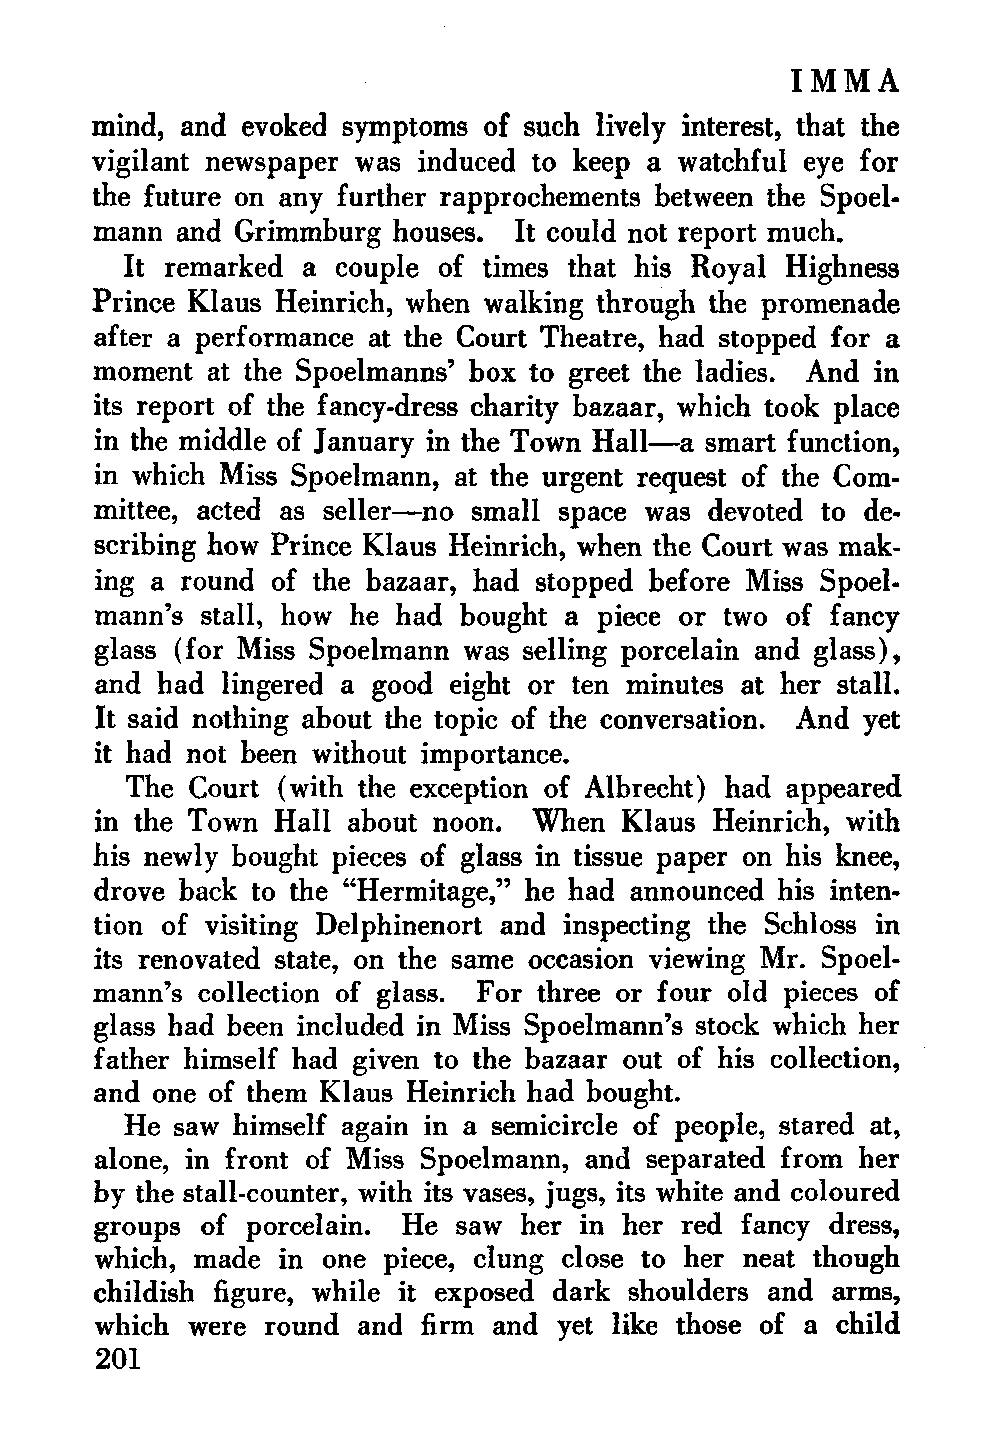 IMMA
mind, and evoked symptoms of such lively interest, that the
vigilant newspaper was induced to keep a watchful eye for
the future on any further rapprochements between the Spoel-
mann and Grimmburg houses. It could not report much.
It remarked a couple of times that his Royal Highness
Prince Klaus Heinrich, when walking through the promenade
after a performance at the Court Theatre, had stopped for a
moment at the Spoelmanns’ box to greet the ladies. And in
its report of the fancy-dress charity bazaar, which took place
in the middle of January in the Town Hall—a smart function,
in which Miss Spoelmann, at the urgent request of the Com-
mittee, acted as seller—no small space was devoted to de-
scribing how Prince Klaus Heinrich, when the Court was mak-
ing a round of the bazaar, had stopped before Miss Spoel-
mann’s stall, how he had bought a piece or two of fancy
glass (for Miss Spoelmann was selling porcelain and glass),
and had lingered a good eight or ten minutes at her stall.
It said nothing about the topic of the conversation. And yet
it had not been without importance.
The Court (with the exception of Albrecht) had appeared
in the Town Hall about noon. When Klaus Heinrich, with
his newly bought pieces of glass in tissue paper on his knee,
drove back to the “Hermitage,” he had announced his inten-
tion of visiting Delphinenort and inspecting the Schloss in
its renovated state, on the same occasion viewing Mr. Spoel-
mann’s collection of glass. For three or four old pieces of
glass had been included in Miss Spoelmann’s stock which her
father himself had given to the bazaar out of his collection,
and one of them Klaus Heinrich had bought.
He saw himself again in a semicircle of people, stared at,
alone, in front of Miss Spoelmann, and separated from her
by the stall-counter, with its vases, jugs, its white and coloured
groups of porcelain. He saw her in her red fancy dress,
which, made in one piece, clung close to her neat though
childish figure, while it exposed dark shoulders and arms,
which were round and firm and yet like those of a child
201